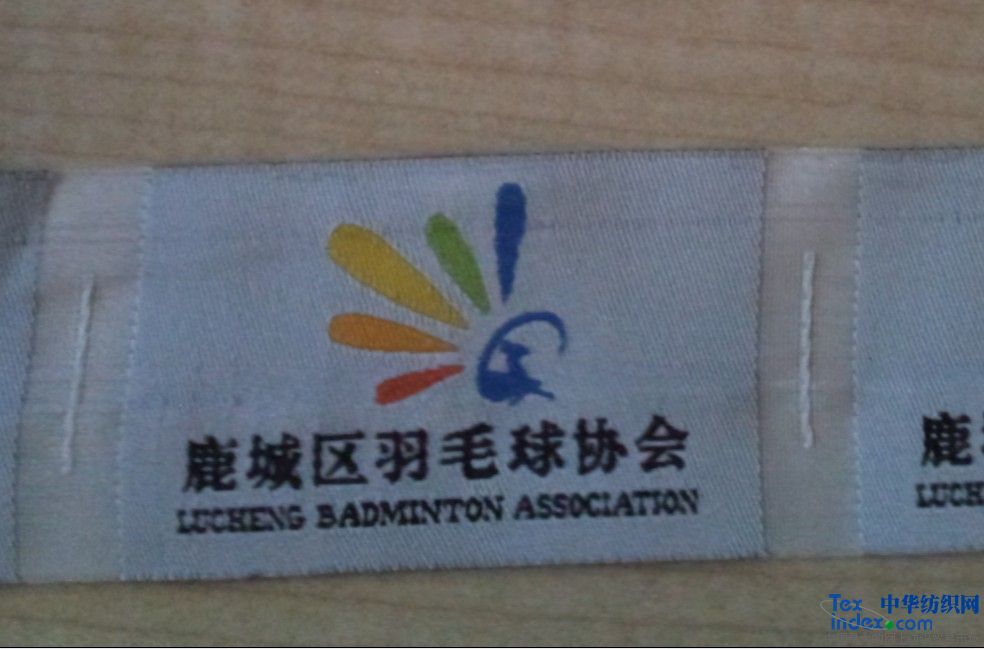 鹿城区羽毛球协会
LUCHENG BADMINTON ASSOCIATION
鹿
LUCH
Tex 中华纺织网
index.com